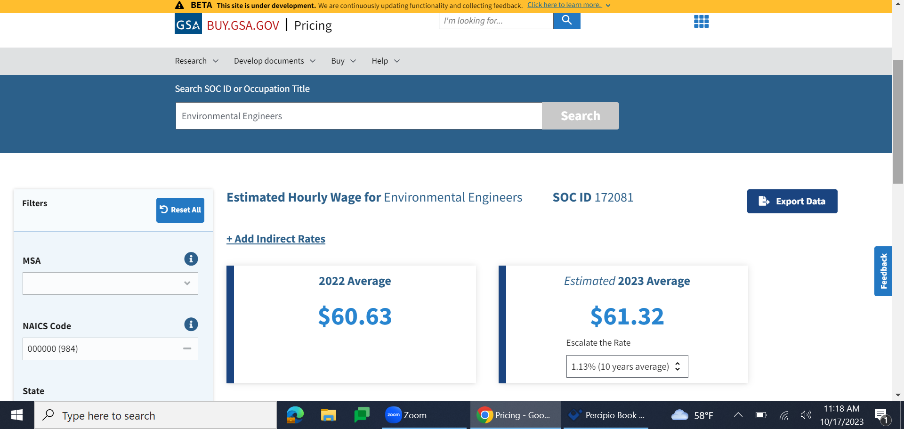 BETA This site is under development. We are continuously updating functionality and collecting feedback. Click here to learn more.
GSA BUY.GSA.GOV | Pricing
I'm looking for...
Research Develop documents Buy Help
Search SOC ID or Occupation Title
Environmental Engineers Search
Filters
Reset All
Estimated Hourly Wage for Environmental Engineers SOC ID 172081
Export Data
+ Add Indirect Rates
MSA
2022 Average
$60.63
Estimated 2023 Average
$61.32
Escalate the Rate
1.13% (10 years average)
NAICS Code
000000 (984)
State
Feedback
Type here to search
Zoom
Pricing - Goo...
Perdpio Book ...
58°F
11:18 AM
10/17/2023
1